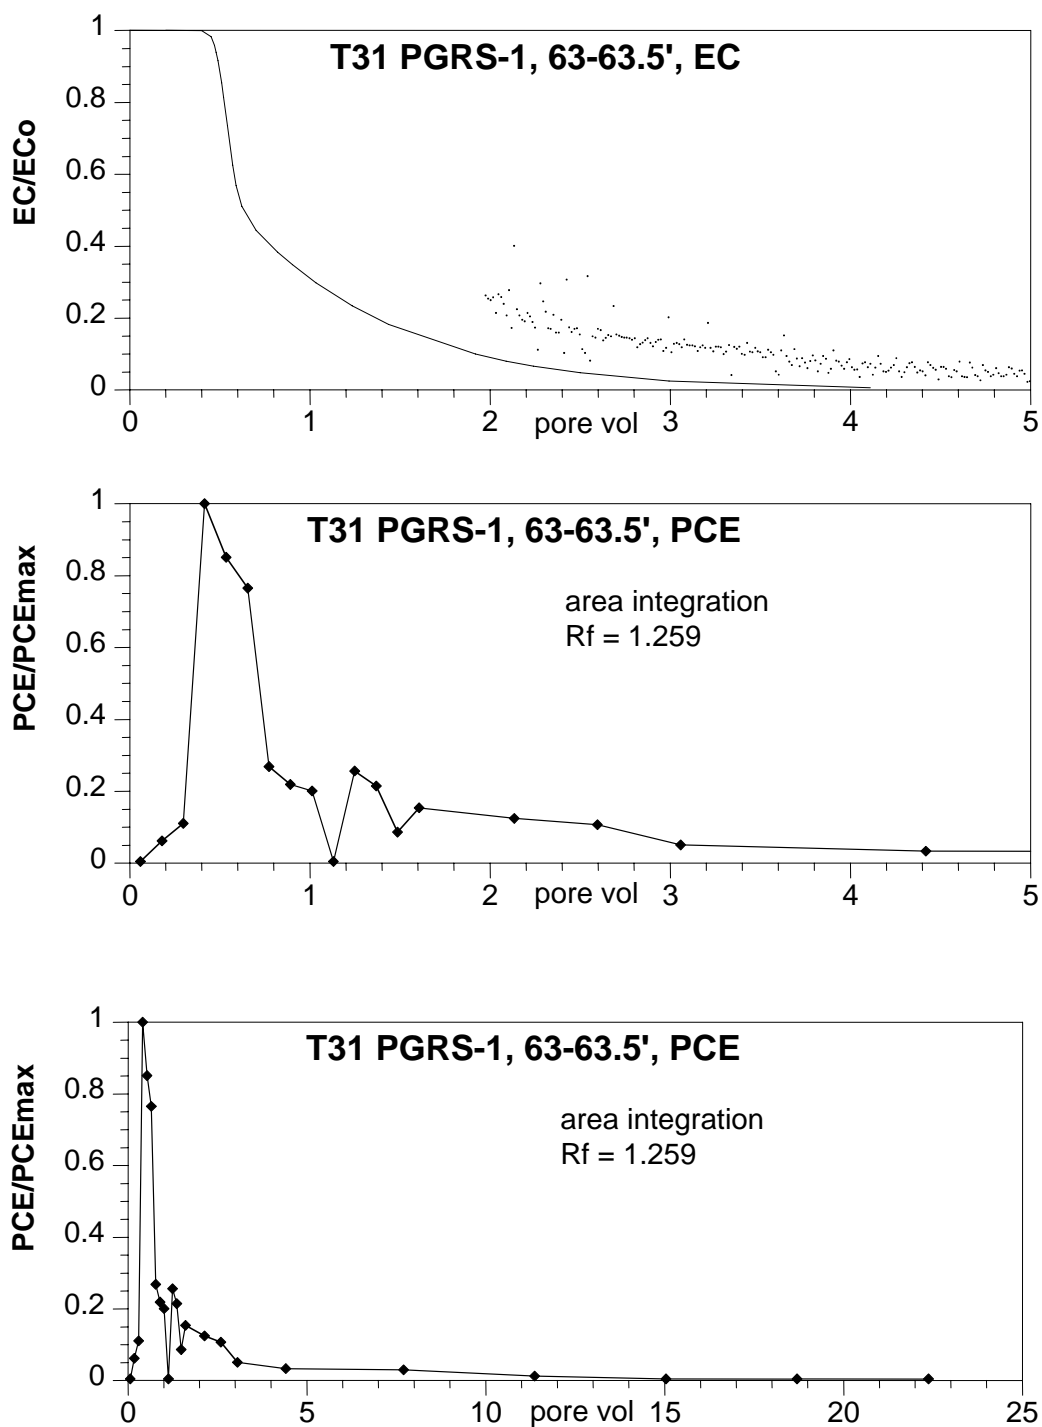 T31 PGRS-1, 63-63.5', EC
EC/ECo
1
0.8
0.6
0.4
0.2
0
0 1 2 3 4 5
pore vol
T31 PGRS-1, 63-63.5', PCE
area integration
Rf = 1.259
PCE/PCEmax
1
0.8
0.6
0.4
0.2
0
0 1 2 3 4 5
pore vol
T31 PGRS-1, 63-63.5', PCE
area integration
Rf = 1.259
PCE/PCEmax
1
0.8
0.6
0.4
0.2
0
0 5 10 15 20 25
pore vol